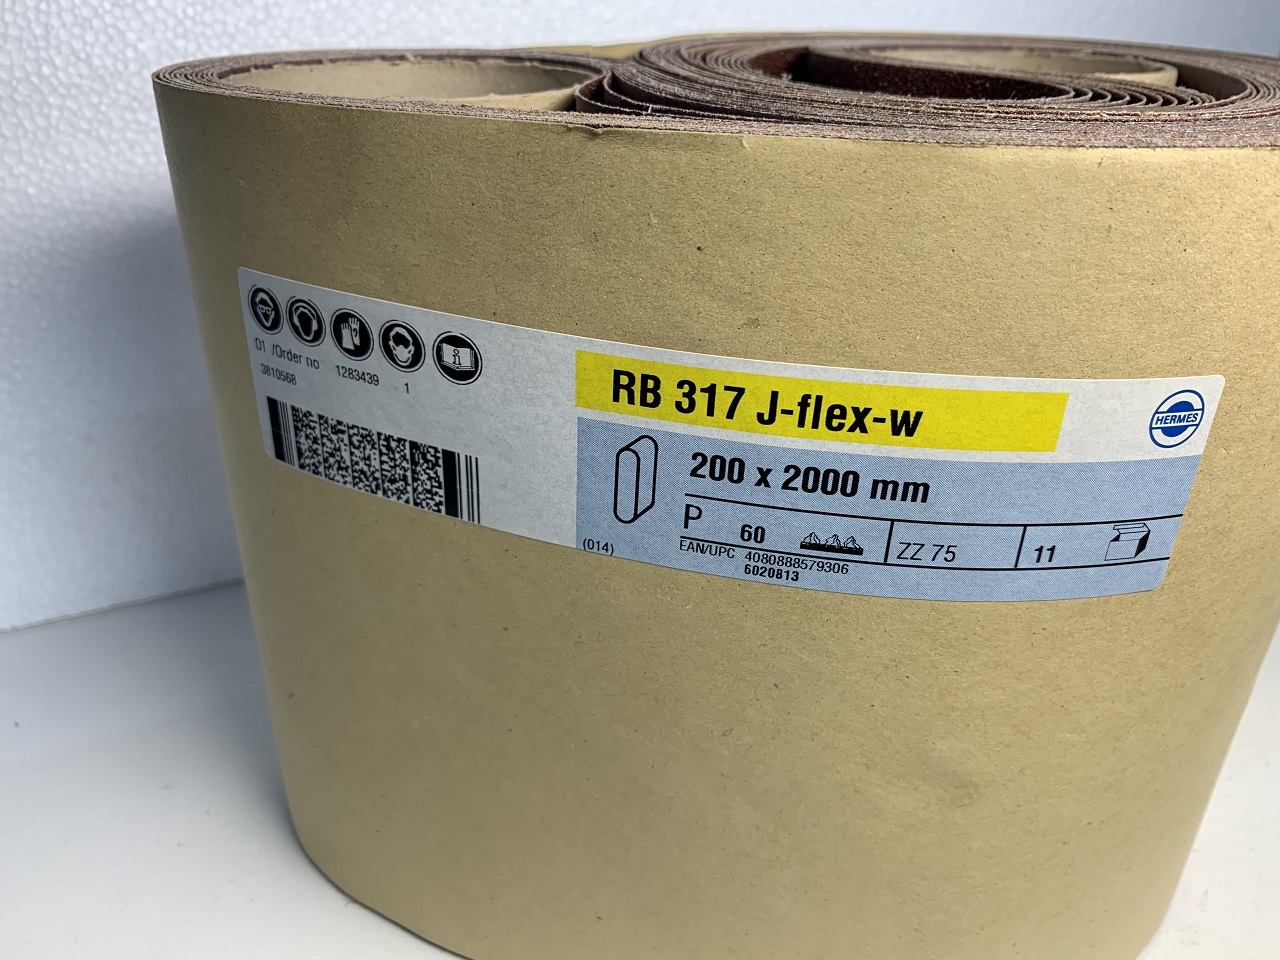 01 /Order no 1283439 1
3810568
RB 317 J-flex-w
HERMES
200 x 2000 mm
P 60
ZZ 75
11
(014)
EAN/UPC 4080888579306
6020813